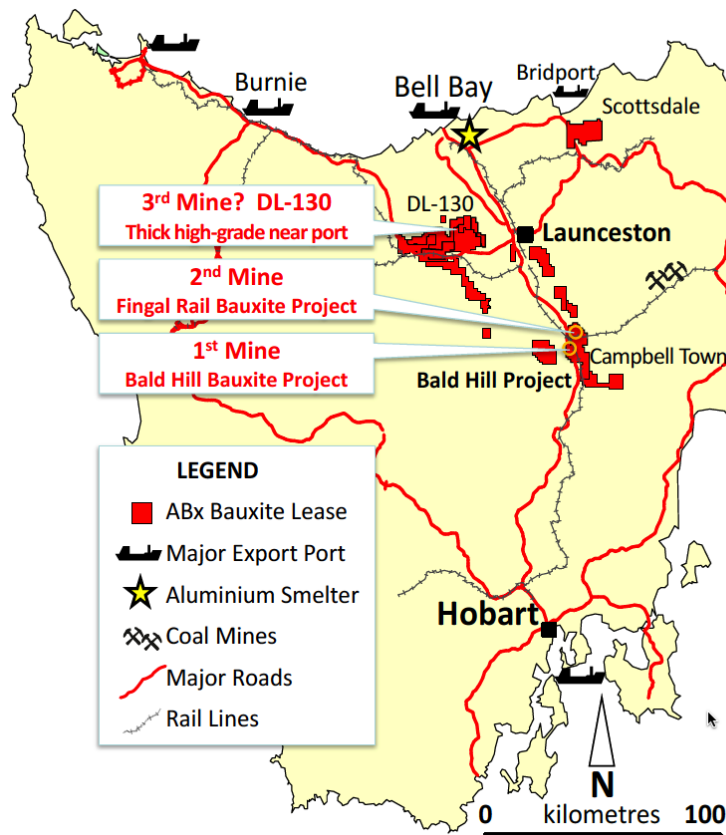 Burnie
Bell Bay
Bridport
Scottsdale
3rd Mine? DL-130
Thick high-grade near port
DL-130
Launceston
2nd Mine
Fingal Rail Bauxite Project
1st Mine
Bald Hill Bauxite Project
Campbell Town
Bald Hill Project
LEGEND
ABx Bauxite Lease
Major Export Port
Aluminium Smelter
Coal Mines
Major Roads
Rail Lines
Hobart
N
0 kilometres 100